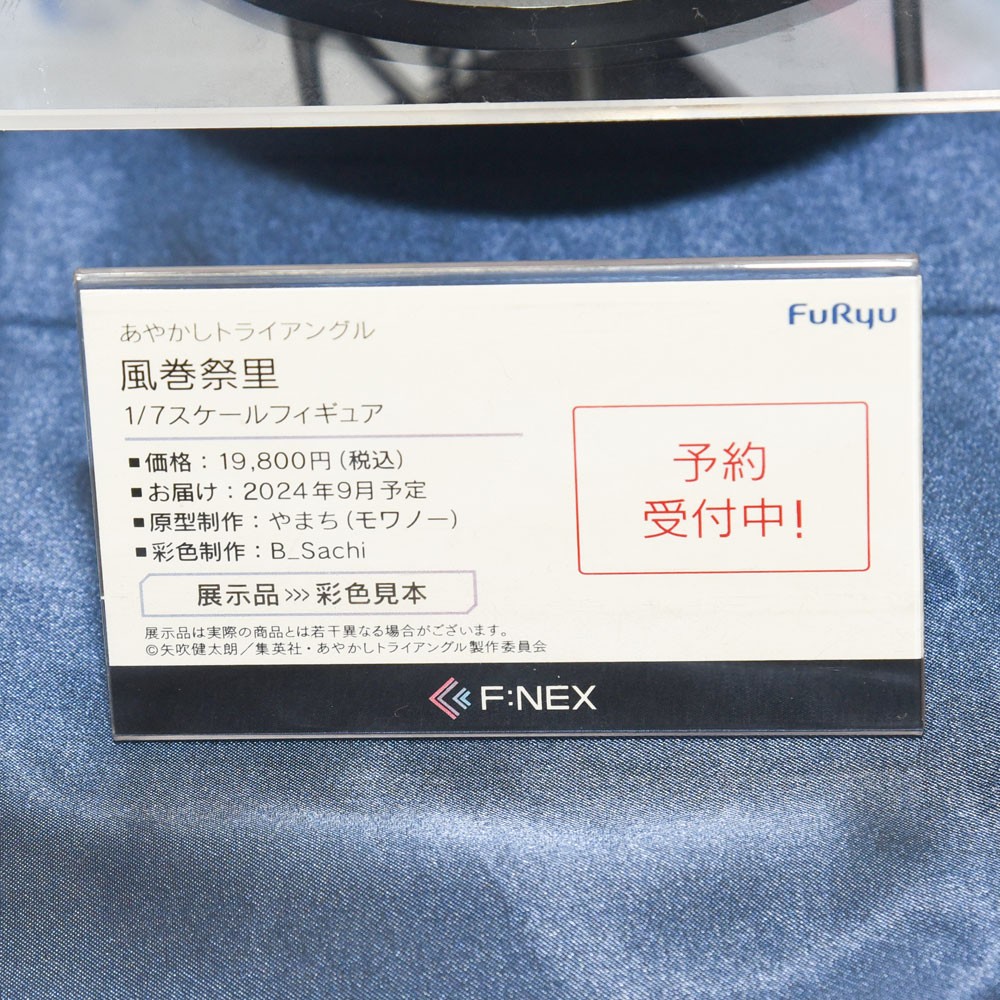 あやかしトライアングル
FuRyu
風巻祭里
1/7スケールフィギュア
■価格：19,800円(税込)
■お届け：2024年9月予定
■原型制作：やまち(モワノー)
■彩色制作：B_Sachi
予約
受付中!
展示品>>>彩色見本
展示品は実際の商品とは若干異なる場合がございます。
©矢吹健太朗／集英社・あやかしトライアングル製作委員会
F:NEX